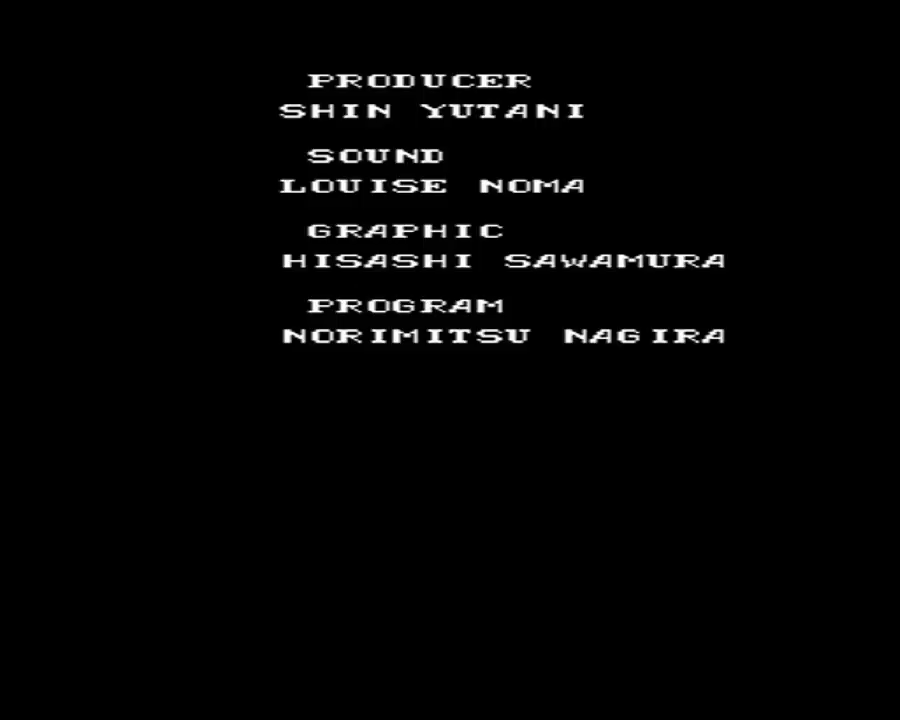 PRODUCER
SHIN YUTANI
SOUND
LOUISE NOMA
GRAPHIC
HISASHI SAWAMURA
PROGRAM
NORIMITSU NAGIRA